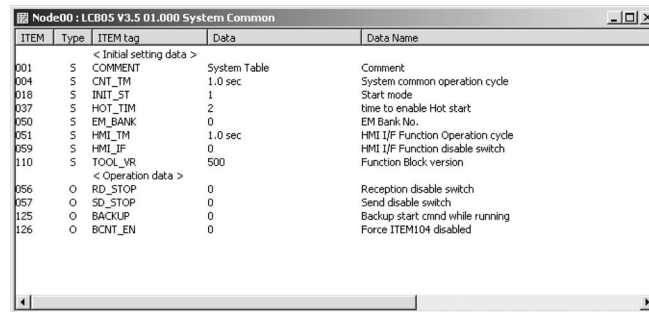 Node00 : LCB05 V3.5 01.000 System Common
ITEM Type ITEM tag Data Data Name
< Initial setting data >
001 S COMMENT System Table Comment
004 S CNT_TM 1.0 sec System common operation cycle
018 S INIT_ST 1 Start mode
037 S HOT_TIM 2 time to enable Hot start
050 S EM_BANK 0 EM Bank No.
051 S HMI_TM 1.0 sec HMI I/F Function Operation cycle
059 S HMI_IF 0 HMI I/F Function disable switch
110 S TOOL_VR 500 Function Block version
< Operation data >
056 O RD_STOP 0 Reception disable switch
057 O SD_STOP 0 Send disable switch
125 O BACKUP 0 Backup start cmnd while running
126 O BCNT_EN 0 Force ITEM104 disabled